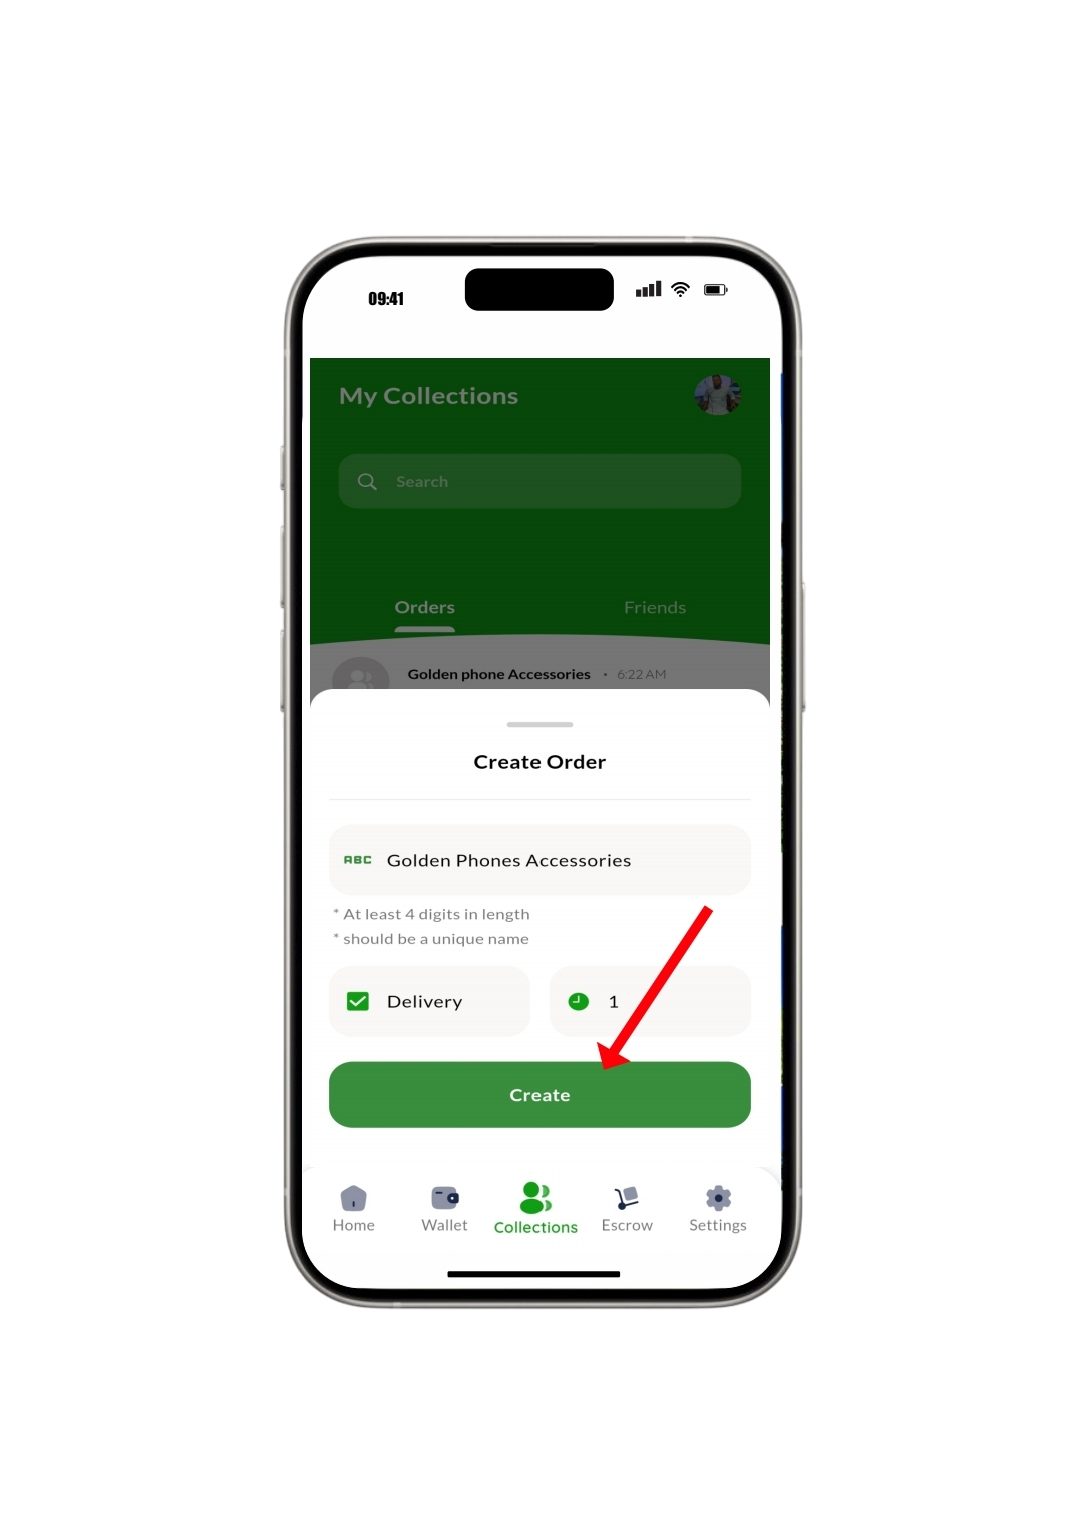 09:41
My Collections
Search
Orders Friends
Golden phone Accessories • 6:22 AM
Create Order
ABC Golden Phones Accessories
* At least 4 digits in length
* should be a unique name
Delivery 1
Create
Home Wallet Collections Escrow Settings